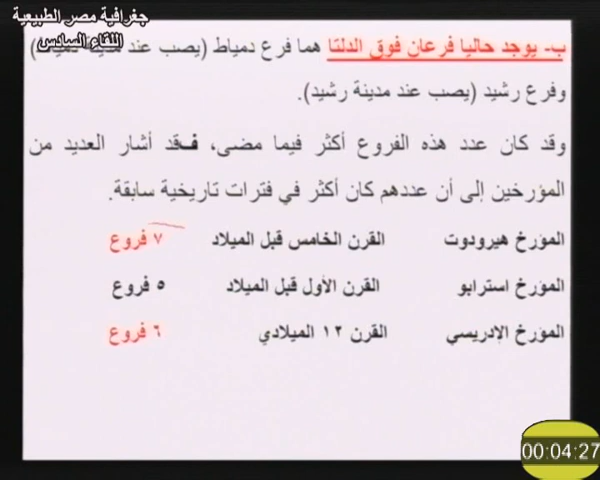 جغرافية مصر الطبيعية
اللقاء السادس
ب- يوجد حاليا فرعان فوق الدلتا هما فرع دمياط (يصب عند
وفرع رشيد (يصب عند مدينة رشيد).
وقد كان عدد هذه الفروع أكثر فيما مضى، فقد أشار العديد من
المؤرخين إلى أن عددهم كان أكثر في فترات تاريخية سابقة.
المؤرخ هيرودوت القرن الخامس قبل الميلاد ٧ فروع
المؤرخ استرابو القرن الأول قبل الميلاد ٥ فروع
المؤرخ الإدريسي القرن ١٢ الميلادي ٦ فروع
00:04:27